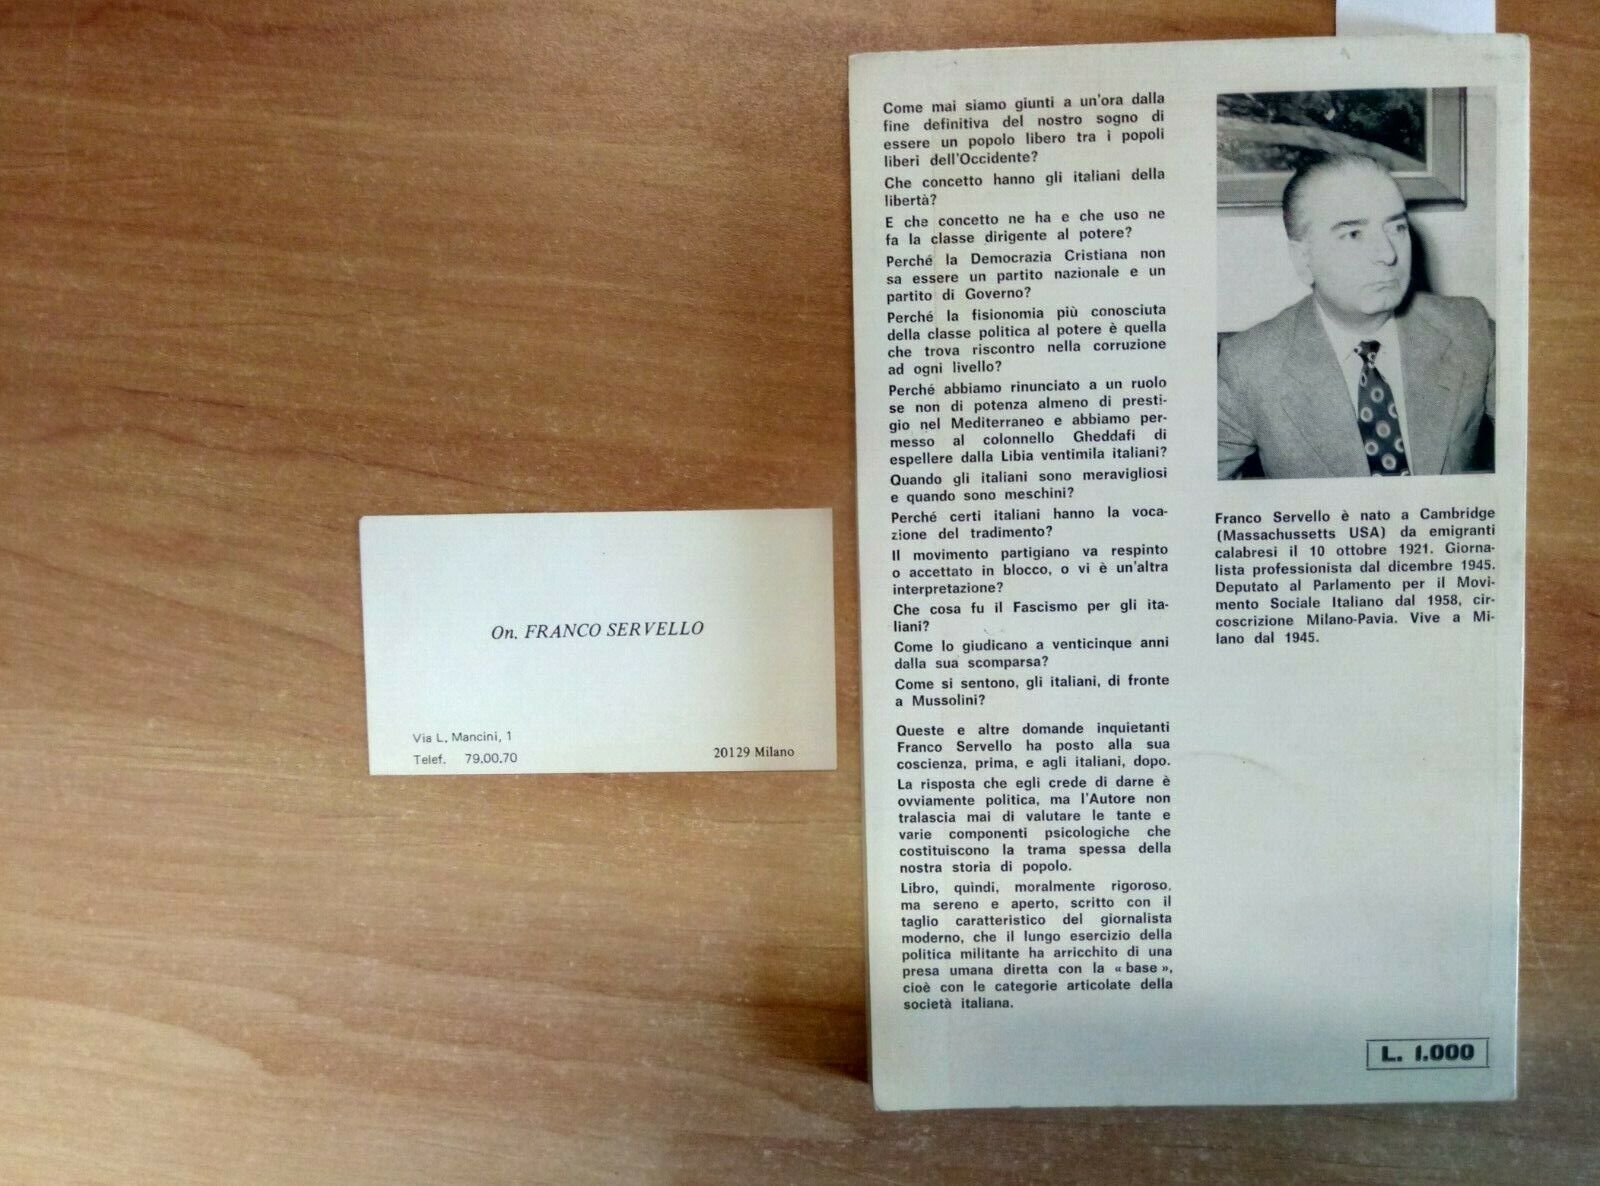 On. FRANCO SERVELLO
Via L. Mancini, 1
Telef. 79.00.70
20129 Milano
Come mai siamo giunti a un'ora dalla
fine definitiva del nostro sogno di
essere un popolo libero tra i popoli
liberi dell'Occidente?
Che concetto hanno gli italiani della
libertà?
E che concetto ne ha e che uso ne
fa la classe dirigente al potere?
Perché la Democrazia Cristiana non
sa essere un partito nazionale e un
partito di Governo?
Perché la fisionomia più conosciuta
della classe politica al potere è quella
che trova riscontro nella corruzione
ad ogni livello?
Perché abbiamo rinunciato a un ruolo
se non di potenza almeno di presti-
gio nel Mediterraneo e abbiamo per-
messo al colonnello Gheddafi di
espellere dalla Libia ventimila italiani?
Quando gli italiani sono meravigliosi
e quando sono meschini?
Perché certi italiani hanno la voca-
zione del tradimento?
Il movimento partigiano va respinto
o accettato in blocco, o vi è un'altra
interpretazione?
Che cosa fu il Fascismo per gli ita-
liani?
Come lo giudicano a venticinque anni
dalla sua scomparsa?
Come si sentono, gli italiani, di fronte
a Mussolini?
Queste e altre domande inquietanti
Franco Servello ha posto alla sua
coscienza, prima, e agli italiani, dopo.
La risposta che egli crede di darne è
ovviamente politica, ma l'Autore non
tralascia mai di valutare le tante e
varie componenti psicologiche che
costituiscono la trama spessa della
nostra storia di popolo.
Libro, quindi, moralmente rigoroso,
ma sereno e aperto, scritto con il
taglio caratteristico del giornalista
moderno, che il lungo esercizio della
politica militante ha arricchito di una
presa umana diretta con la « base »,
cioè con le categorie articolate della
società italiana.
Franco Servello è nato a Cambridge
(Massachussetts USA) da emigranti
calabresi il 10 ottobre 1921. Giorna-
lista professionista dal dicembre 1945.
Deputato al Parlamento per il Movi-
mento Sociale Italiano dal 1958, cir-
coscrizione Milano-Pavia. Vive a Mi-
lano dal 1945.
L. 1.000